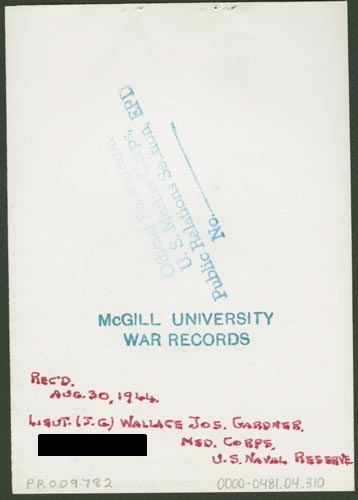 Official Photograph,
U. S. Marine Corps, EPD
Public Relations Section,
No.
McGILL UNIVERSITY
WAR RECORDS
REC'D.
AUG. 30, 1944.
LIEUT. (J.G.) WALLACE JOS. GARDNER,
MED. CORPS,
U.S. NAVAL RESERVE
PR009782
0000-0481.04.310